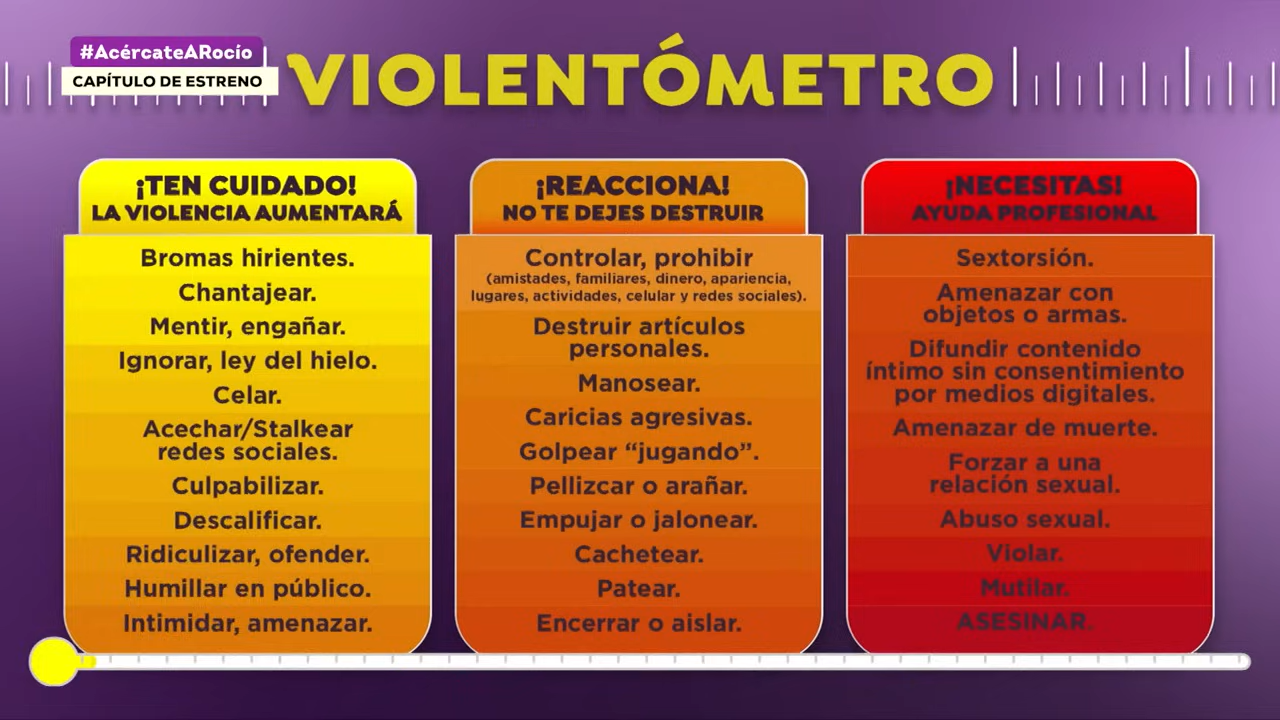 #AcércateARocío
CAPÍTULO DE ESTRENO
VIOLENTÓMETRO
¡TEN CUIDADO!
LA VIOLENCIA AUMENTARÁ
Bromas hirientes.
Chantajear.
Mentir, engañar.
Ignorar, ley del hielo.
Celar.
Acechar/Stalkear
redes sociales.
Culpabilizar.
Descalificar.
Ridiculizar, ofender.
Humillar en público.
Intimidar, amenazar.
¡REACCIONA!
NO TE DEJES DESTRUIR
Controlar, prohibir
(amistades, familiares, dinero, apariencia,
lugares, actividades, celular y redes sociales).
Destruir artículos
personales.
Manosear.
Caricias agresivas.
Golpear “jugando”.
Pellizcar o arañar.
Empujar o jalonear.
Cachetear.
Patear.
Encerrar o aislar.
¡NECESITAS!
AYUDA PROFESIONAL
Sextorsión.
Amenazar con
objetos o armas.
Difundir contenido
íntimo sin consentimiento
por medios digitales.
Amenazar de muerte.
Forzar a una
relación sexual.
Abuso sexual.
Violar.
Mutilar.
ASESINAR.